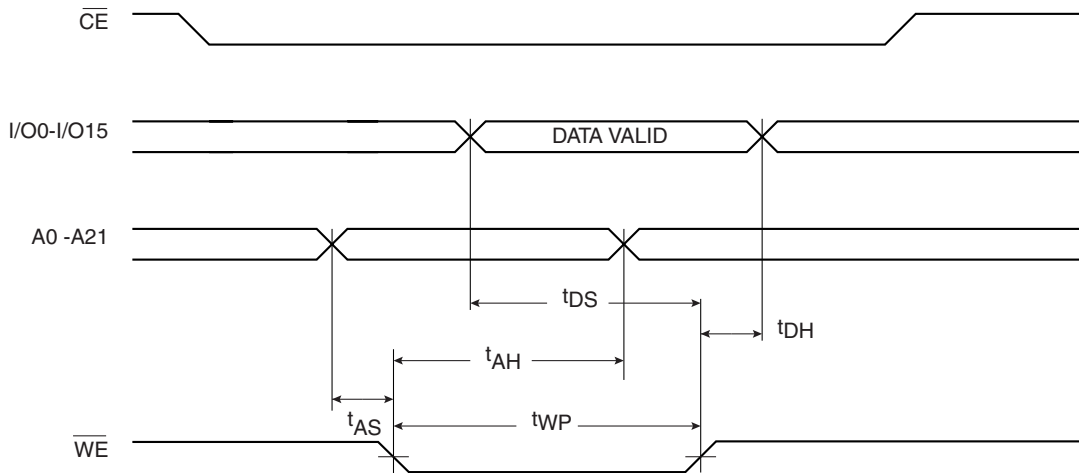 CE
I/O0-I/O15
DATA VALID
A0 -A21
tDS
tDH
tAH
tAS
tWP
WE